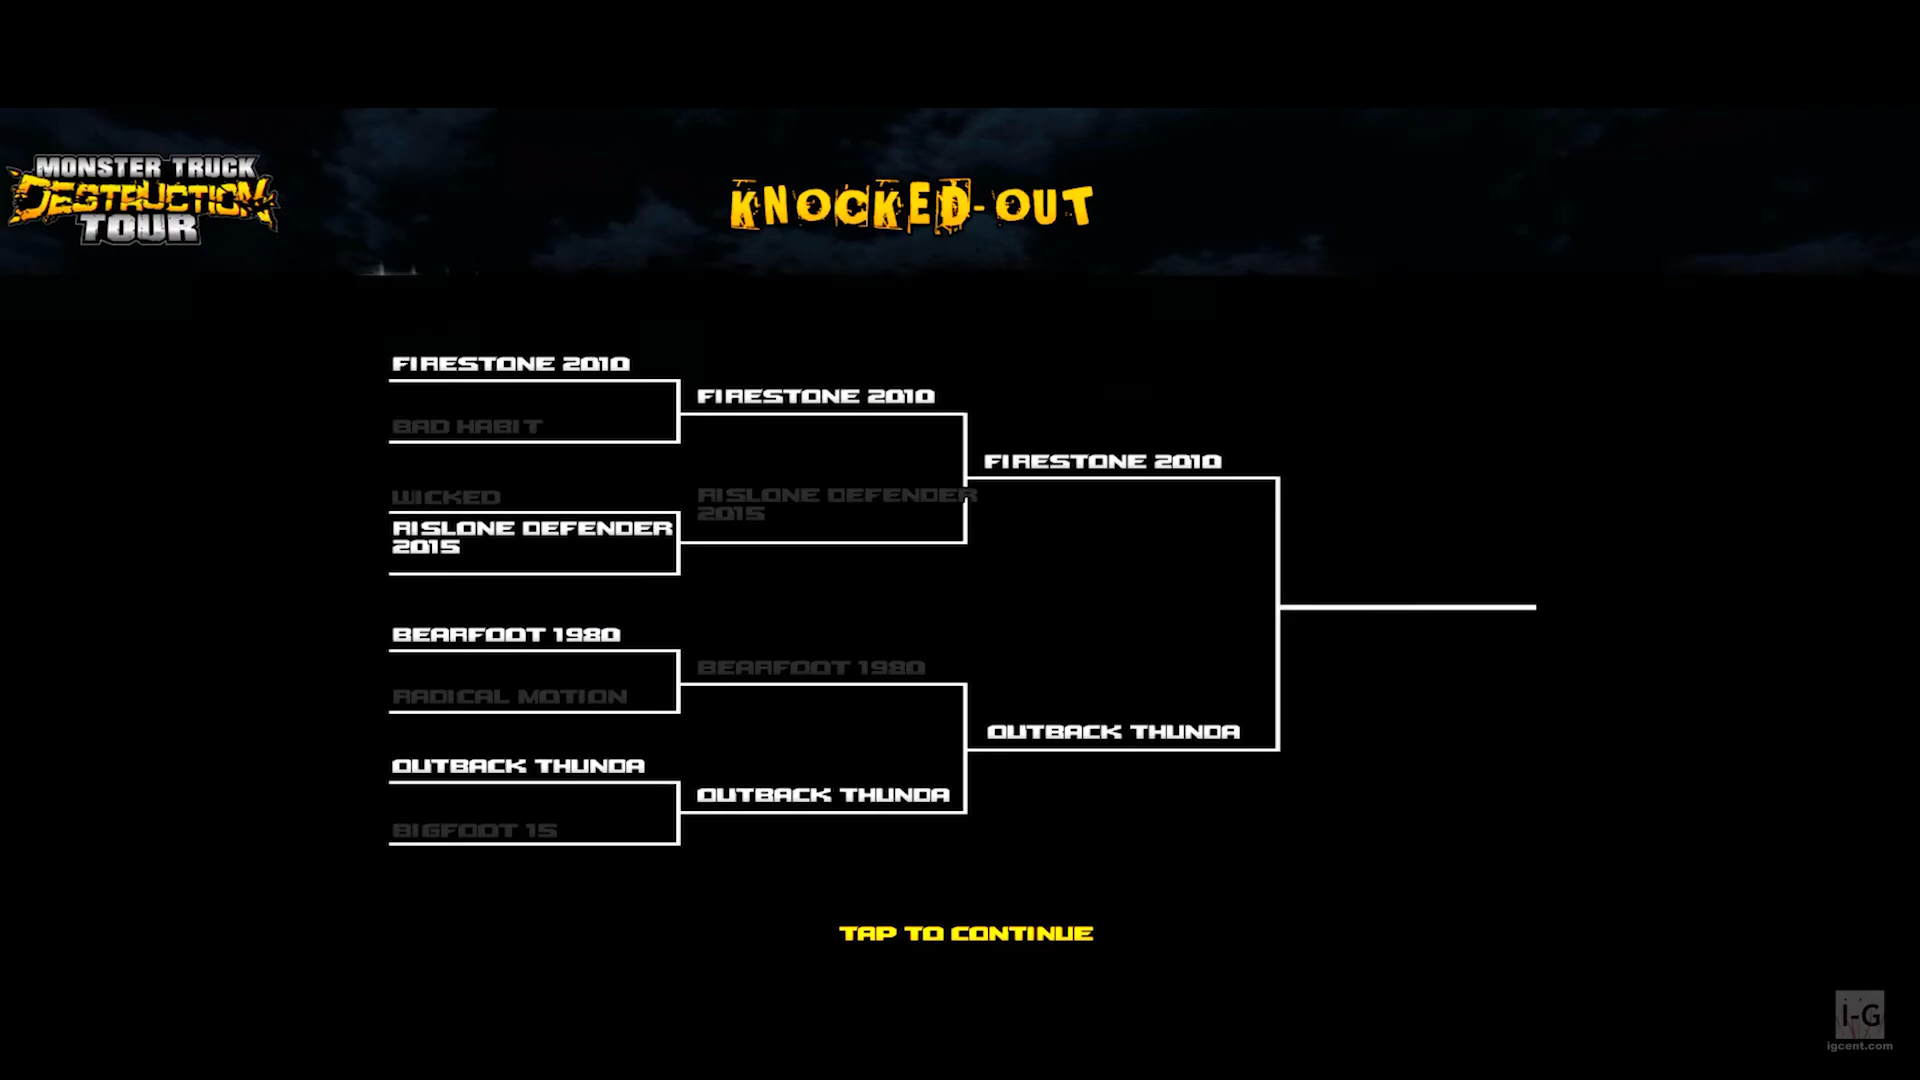 MONSTER TRUCK
DESTRUCTION
TOUR
KNOCKED-OUT
FIRESTONE 2010
FIRESTONE 2010
BAD HABIT
FIRESTONE 2010
WICKED
RISLONE DEFENDER
2015
RISLONE DEFENDER
2015
BEARFOOT 1980
BEARFOOT 1980
RADICAL MOTION
OUTBACK THUNDA
OUTBACK THUNDA
OUTBACK THUNDA
BIGFOOT 15
TAP TO CONTINUE
I-G
igcent.com